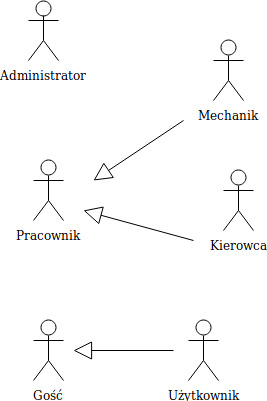 Administrator
Mechanik
Pracownik
Kierowca
Gość
Użytkownik